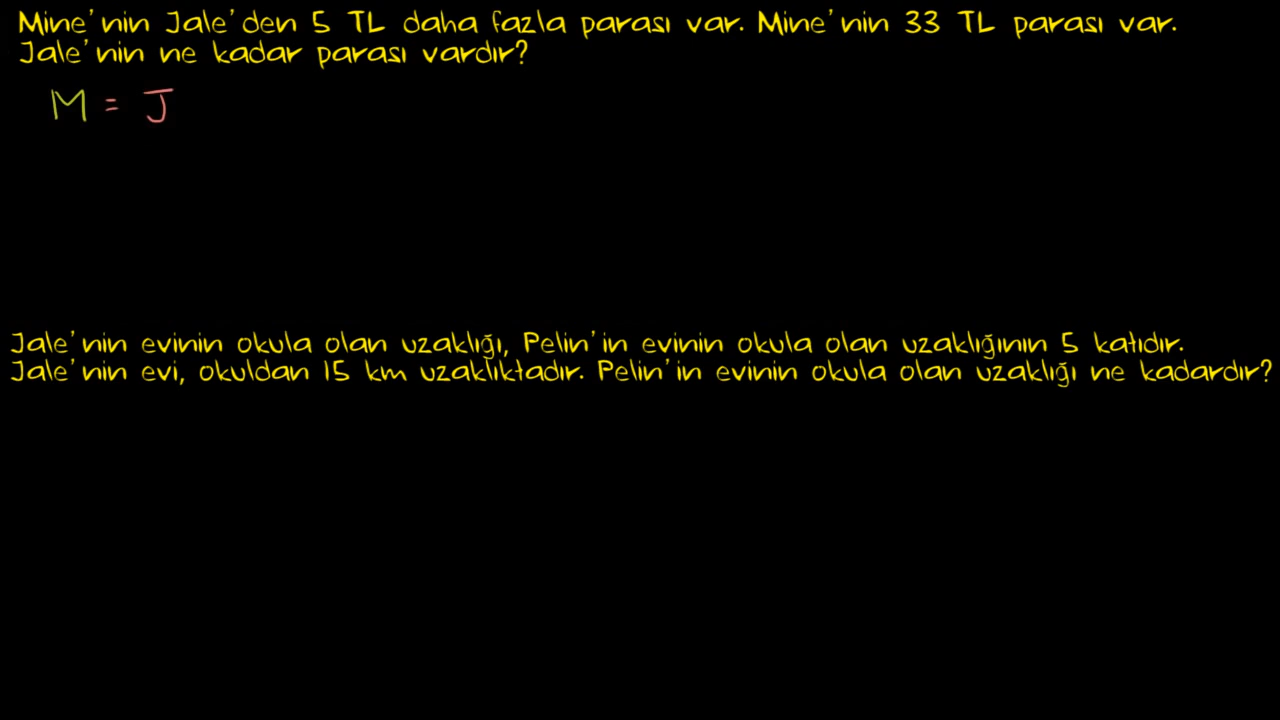 Mine'nin Jale'den 5 TL daha fazla parası var. Mine'nin 33 TL parası var.
Jale'nin ne kadar parası vardır?
M = J
Jale'nin evinin okula olan uzaklığı, Pelin'in evinin okula olan uzaklığının 5 katıdır.
Jale'nin evi, okuldan 15 km uzaklıktadır. Pelin'in evinin okula olan uzaklığı ne kadardır?